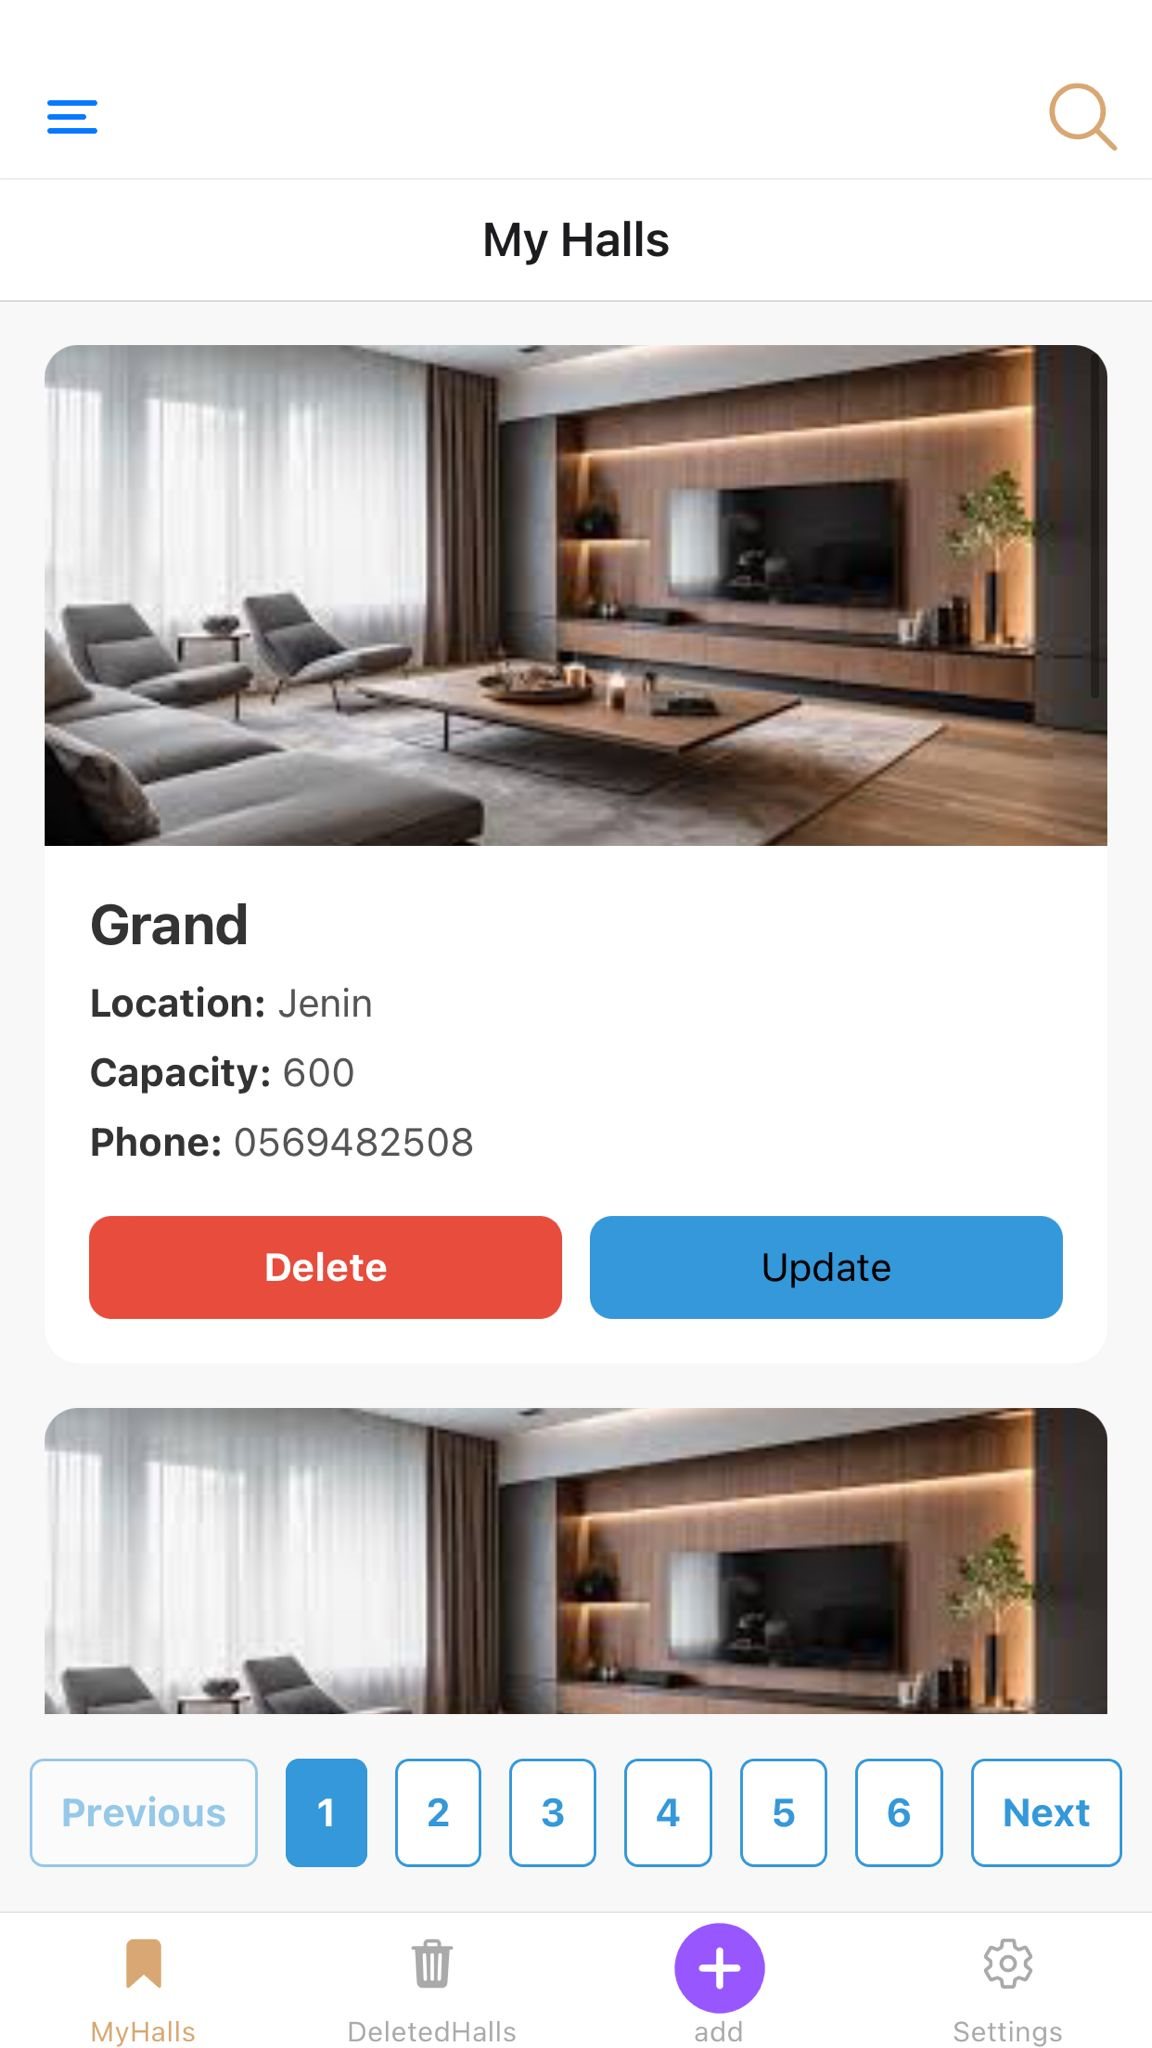 My Halls
Grand
Location: Jenin
Capacity: 600
Phone: 0569482508
Delete Update
Previous 1 2 3 4 5 6 Next
MyHalls DeletedHalls add Settings